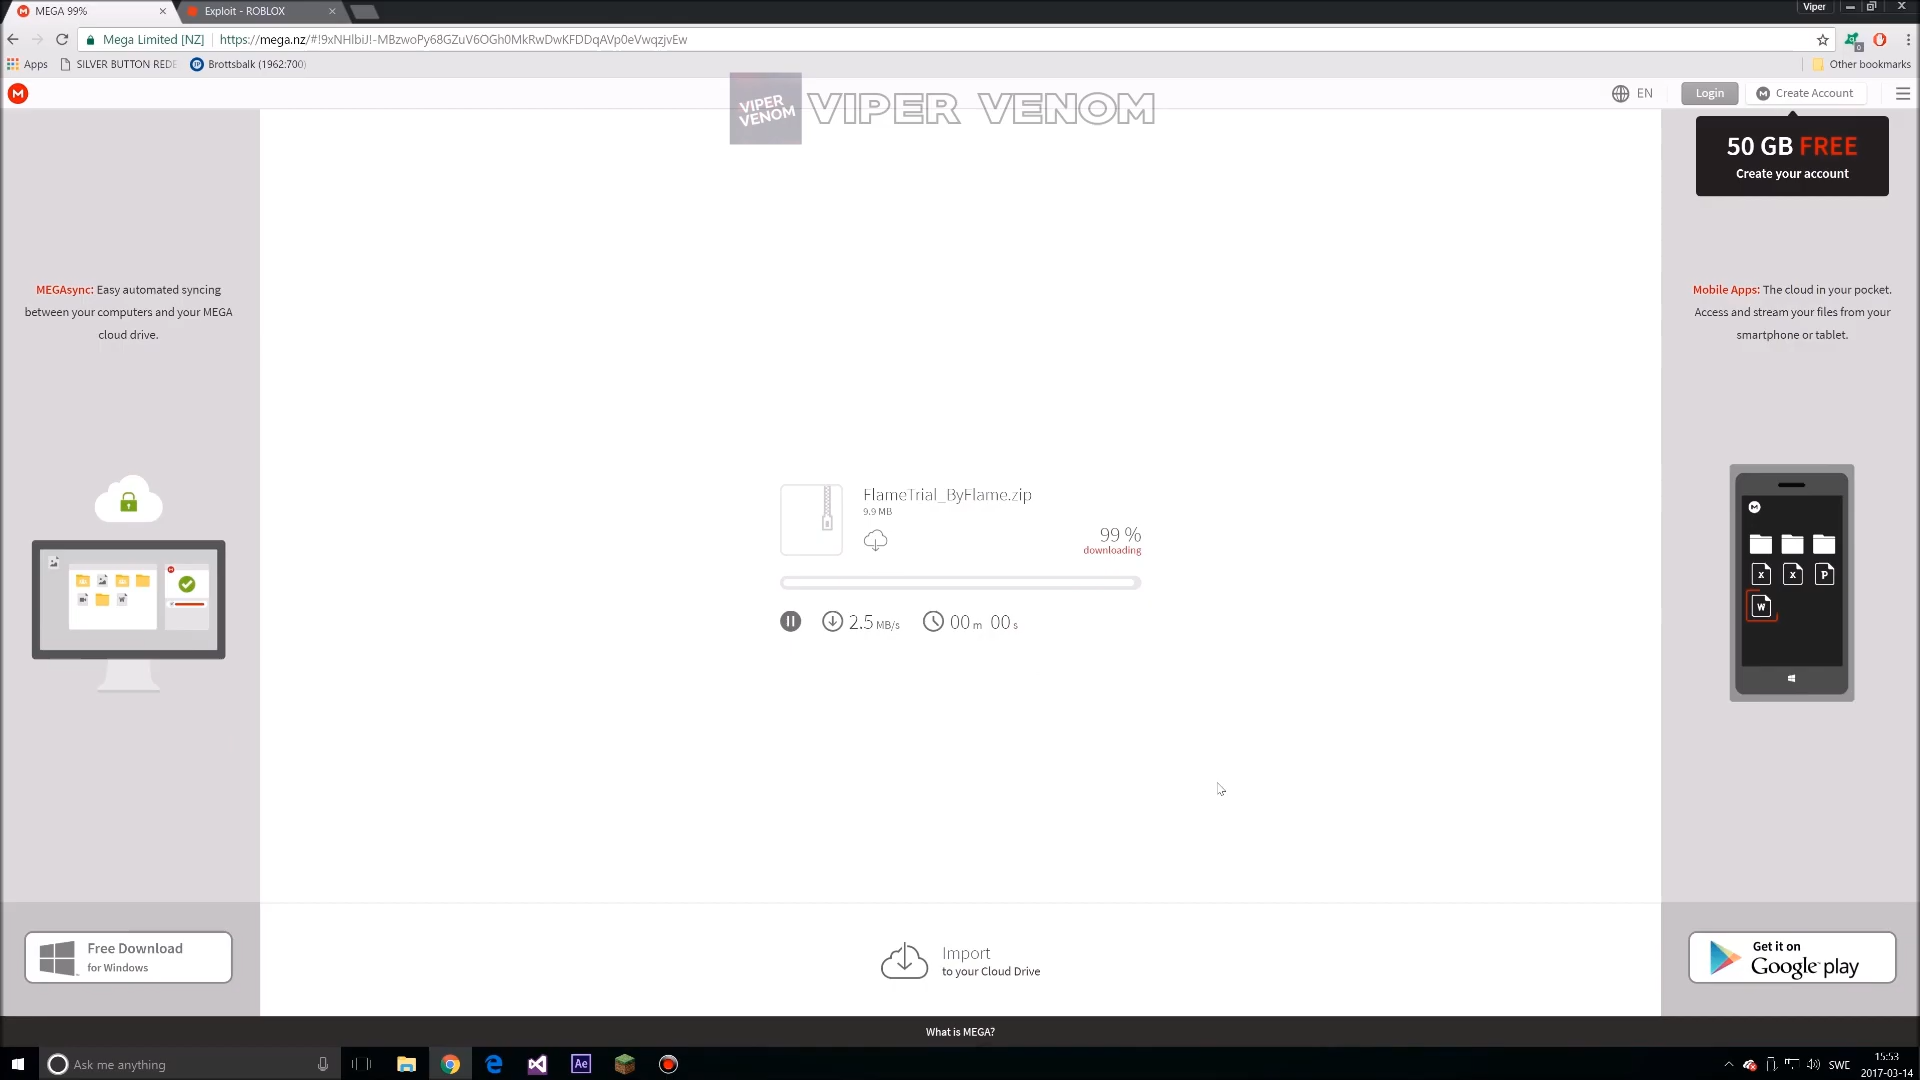 MEGA 99%
Exploit - ROBLOX
Viper
Mega Limited [NZ]
https://mega.nz/#!9xNHlbiJ!-MBzwoPy68GZuV6OGh0MkRwDwKFDDqAVp0eVwqzjvEw
Apps
SILVER BUTTON REDE
Brottsbalk (1962:700)
Other bookmarks
VIPER
VENOM
VIPER VENOM
EN
Login
Create Account
50 GB FREE
Create your account
MEGAsync: Easy automated syncing
between your computers and your MEGA
cloud drive.
Mobile Apps: The cloud in your pocket.
Access and stream your files from your
smartphone or tablet.
FlameTrial_ByFlame.zip
9.9 MB
99 %
downloading
2.5 MB/s
00 m 00 s
X
X
P
W
W
Free Download
for Windows
Import
to your Cloud Drive
Get it on
Google play
What is MEGA?
Ask me anything
Ae
SWE
15:53
2017-03-14